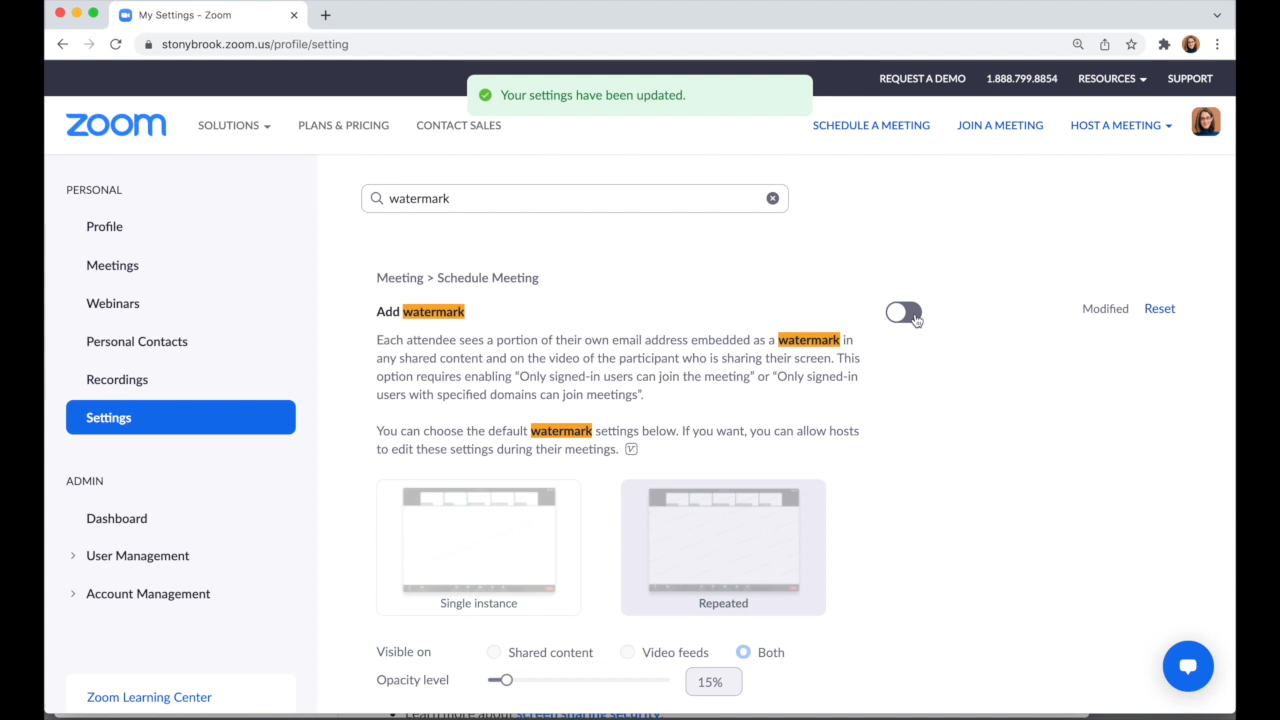 My Settings - Zoom
stonybrook.zoom.us/profile/setting
REQUEST A DEMO 1.888.799.8854 RESOURCES SUPPORT
Your settings have been updated.
zoom SOLUTIONS PLANS & PRICING CONTACT SALES SCHEDULE A MEETING JOIN A MEETING HOST A MEETING
PERSONAL
Profile
Meetings
Webinars
Personal Contacts
Recordings
Settings
ADMIN
Dashboard
User Management
Account Management
Zoom Learning Center
watermark
Meeting > Schedule Meeting
Add watermark
Modified Reset
Each attendee sees a portion of their own email address embedded as a watermark in
any shared content and on the video of the participant who is sharing their screen. This
option requires enabling “Only signed-in users can join the meeting” or “Only signed-in
users with specified domains can join meetings”.
You can choose the default watermark settings below. If you want, you can allow hosts
to edit these settings during their meetings.
Single instance Repeated
Visible on Shared content Video feeds Both
Opacity level 15%
Learn more about screen sharing security.